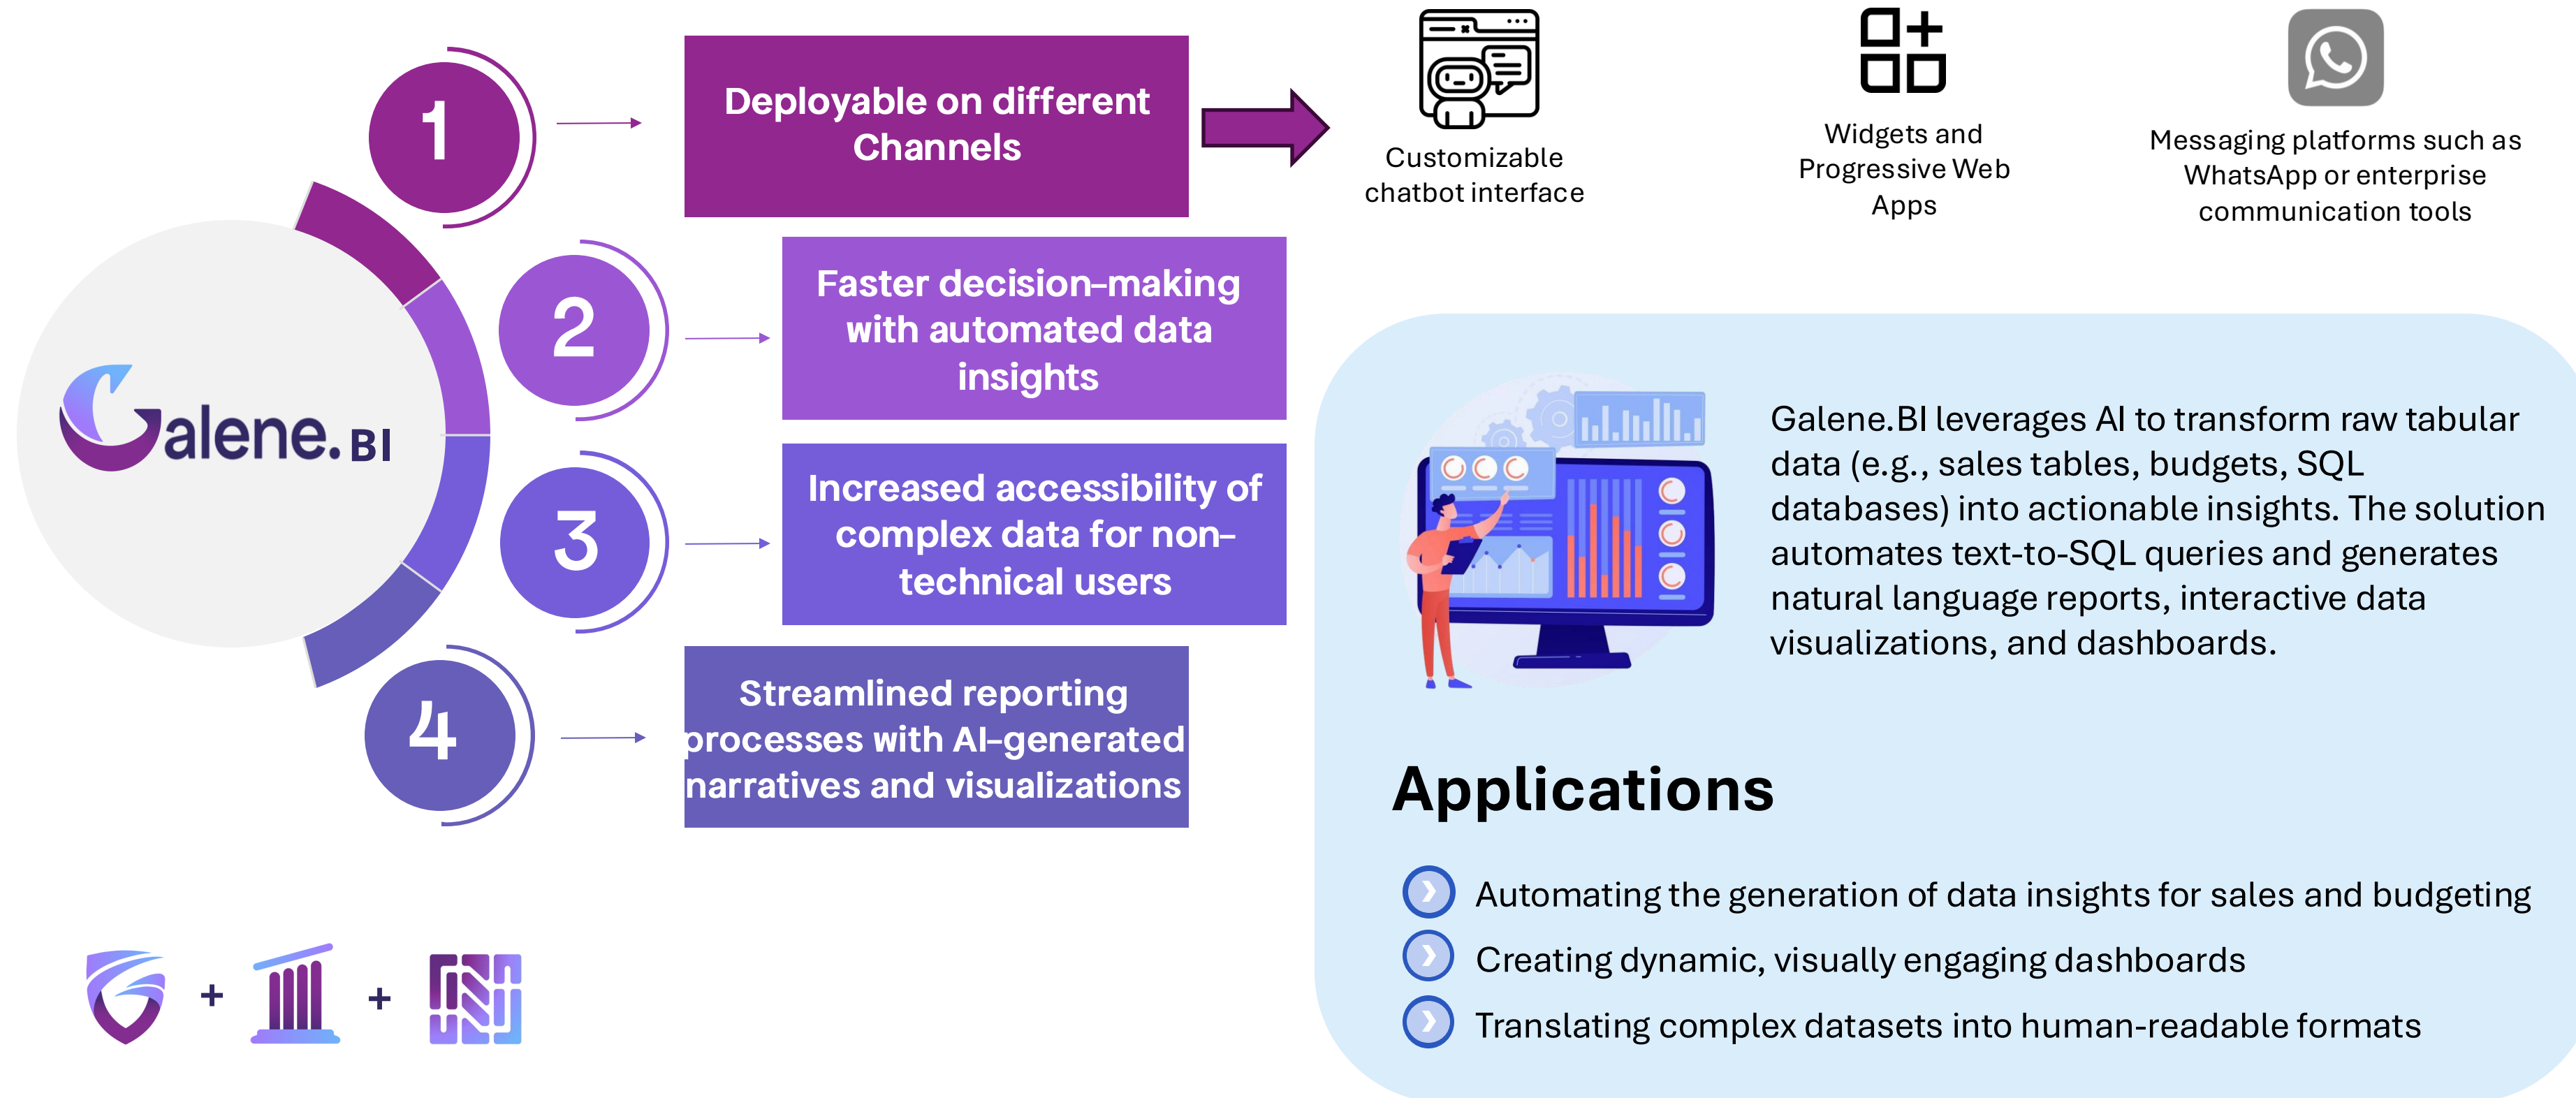 1
Deployable on different
Channels
Customizable
chatbot interface
Widgets and
Progressive Web
Apps
Messaging platforms such as
WhatsApp or enterprise
communication tools
2
Faster decision-making
with automated data
insights
Galene.BI
3
Increased accessibility of
complex data for non-
technical users
4
Streamlined reporting
processes with AI-generated
narratives and visualizations
+
+
Galene.BI leverages AI to transform raw tabular
data (e.g., sales tables, budgets, SQL
databases) into actionable insights. The solution
automates text-to-SQL queries and generates
natural language reports, interactive data
visualizations, and dashboards.
Applications
Automating the generation of data insights for sales and budgeting
Creating dynamic, visually engaging dashboards
Translating complex datasets into human-readable formats